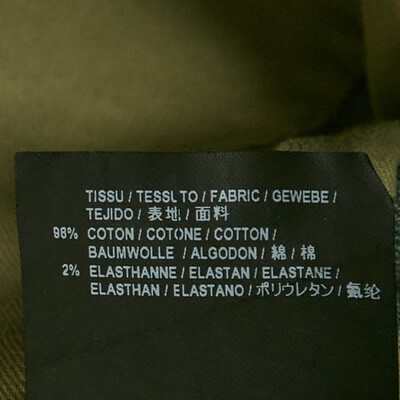 TISSU / TESSUTO / FABRIC / GEWEBE /
TEJIDO / 表地 / 面料
98% COTON / COTONE / COTTON /
BAUMWOLLE / ALGODON / 綿 / 棉
2% ELASTHANNE / ELASTAN / ELASTANE /
ELASTHAN / ELASTANO / ポリウレタン / 氨纶